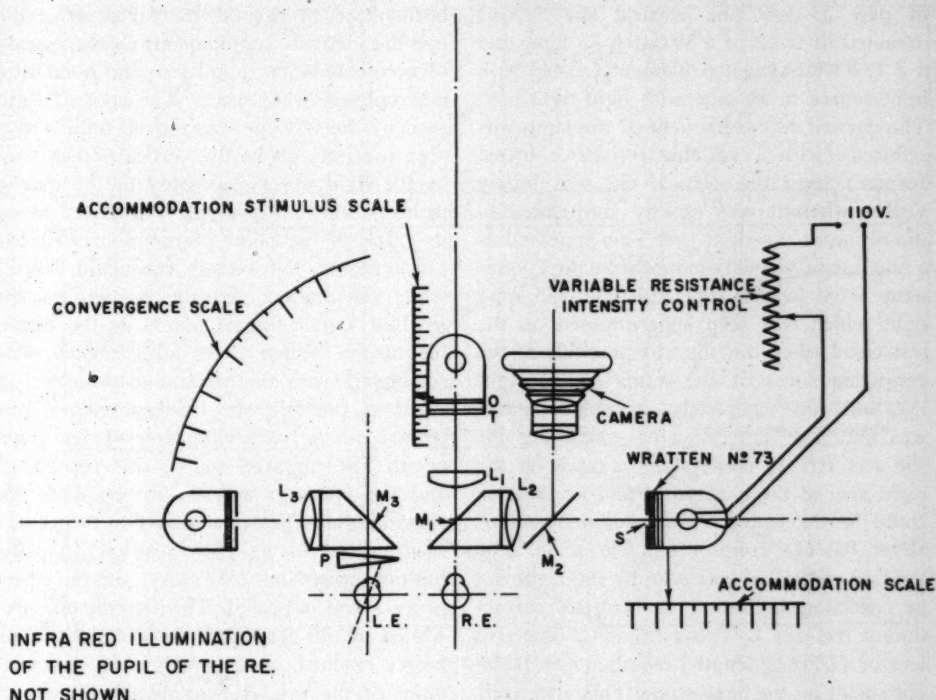 ACCOMMODATION STIMULUS SCALE
110 V.
CONVERGENCE SCALE
VARIABLE RESISTANCE
INTENSITY CONTROL
O
T
CAMERA
WRATTEN Nº 73
L3
M3
L1
L2
M1
S
M2
P
ACCOMMODATION SCALE
L.E.
R.E.
INFRA RED ILLUMINATION
OF THE PUPIL OF THE R.E.
NOT SHOWN.